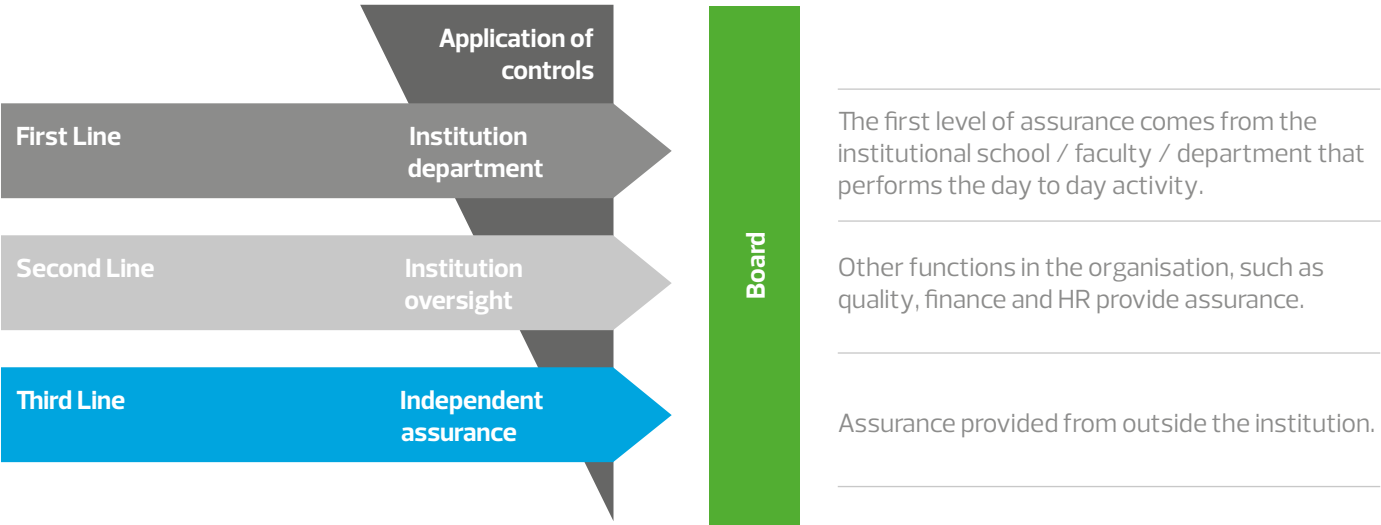 Application of
controls
First Line
Institution
department
Second Line
Institution
oversight
Third Line
Independent
assurance
Board
The first level of assurance comes from the
institutional school / faculty / department that
performs the day to day activity.
Other functions in the organisation, such as
quality, finance and HR provide assurance.
Assurance provided from outside the institution.